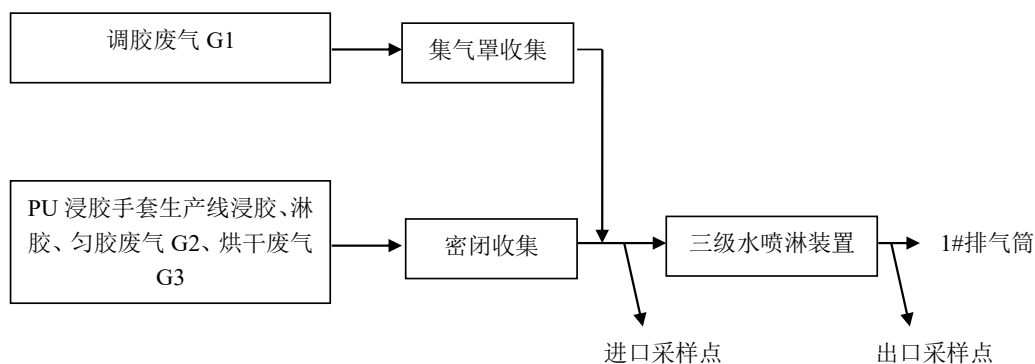 调胶废气 G1
集气罩收集
PU 浸胶手套生产线浸胶、淋
胶、匀胶废气 G2、烘干废气
G3
密闭收集
三级水喷淋装置
1#排气筒
进口采样点
出口采样点